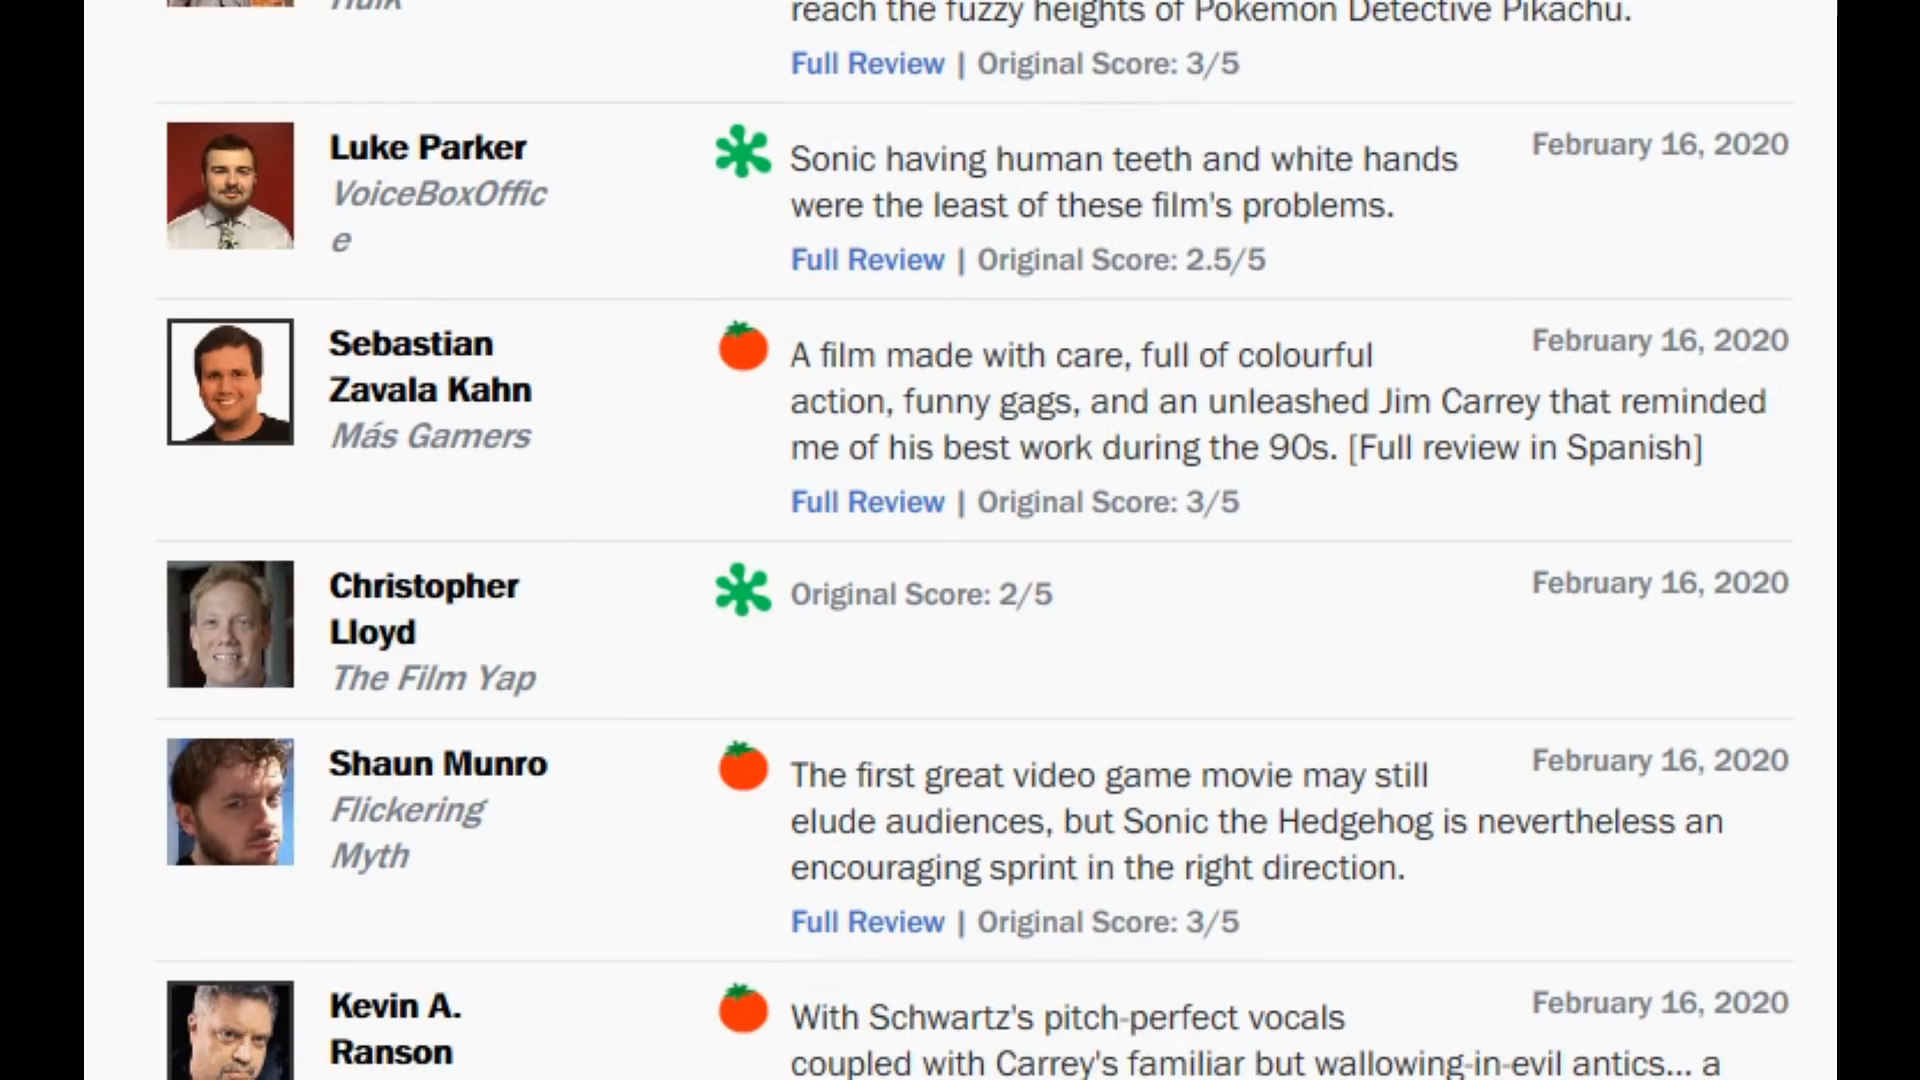 Hulk
reach the fuzzy heights of Pokemon Detective Pikachu.
Full Review | Original Score: 3/5
Luke Parker
VoiceBoxOffic
e
Sonic having human teeth and white hands
were the least of these film's problems.
February 16, 2020
Full Review | Original Score: 2.5/5
Sebastian
Zavala Kahn
Más Gamers
A film made with care, full of colourful
action, funny gags, and an unleashed Jim Carrey that reminded
me of his best work during the 90s. [Full review in Spanish]
February 16, 2020
Full Review | Original Score: 3/5
Christopher
Lloyd
The Film Yap
Original Score: 2/5
February 16, 2020
Shaun Munro
Flickering
Myth
The first great video game movie may still
elude audiences, but Sonic the Hedgehog is nevertheless an
encouraging sprint in the right direction.
February 16, 2020
Full Review | Original Score: 3/5
Kevin A.
Ranson
With Schwartz's pitch-perfect vocals
coupled with Carrey's familiar but wallowing-in-evil antics... a
February 16, 2020